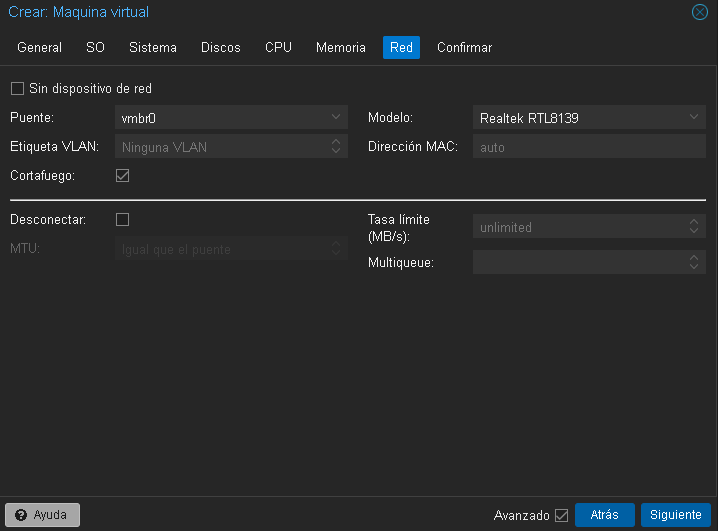 Crear: Maquina virtual
General SO Sistema Discos CPU Memoria Red Confirmar
Sin dispositivo de red
Puente: vmbr0 Modelo: Realtek RTL8139
Etiqueta VLAN: Ninguna VLAN Dirección MAC: auto
Cortafuego:
Desconectar: Tasa límite (MB/s): unlimited
MTU: Igual que el puente
Multiqueue:
Ayuda Avanzado Atrás Siguiente